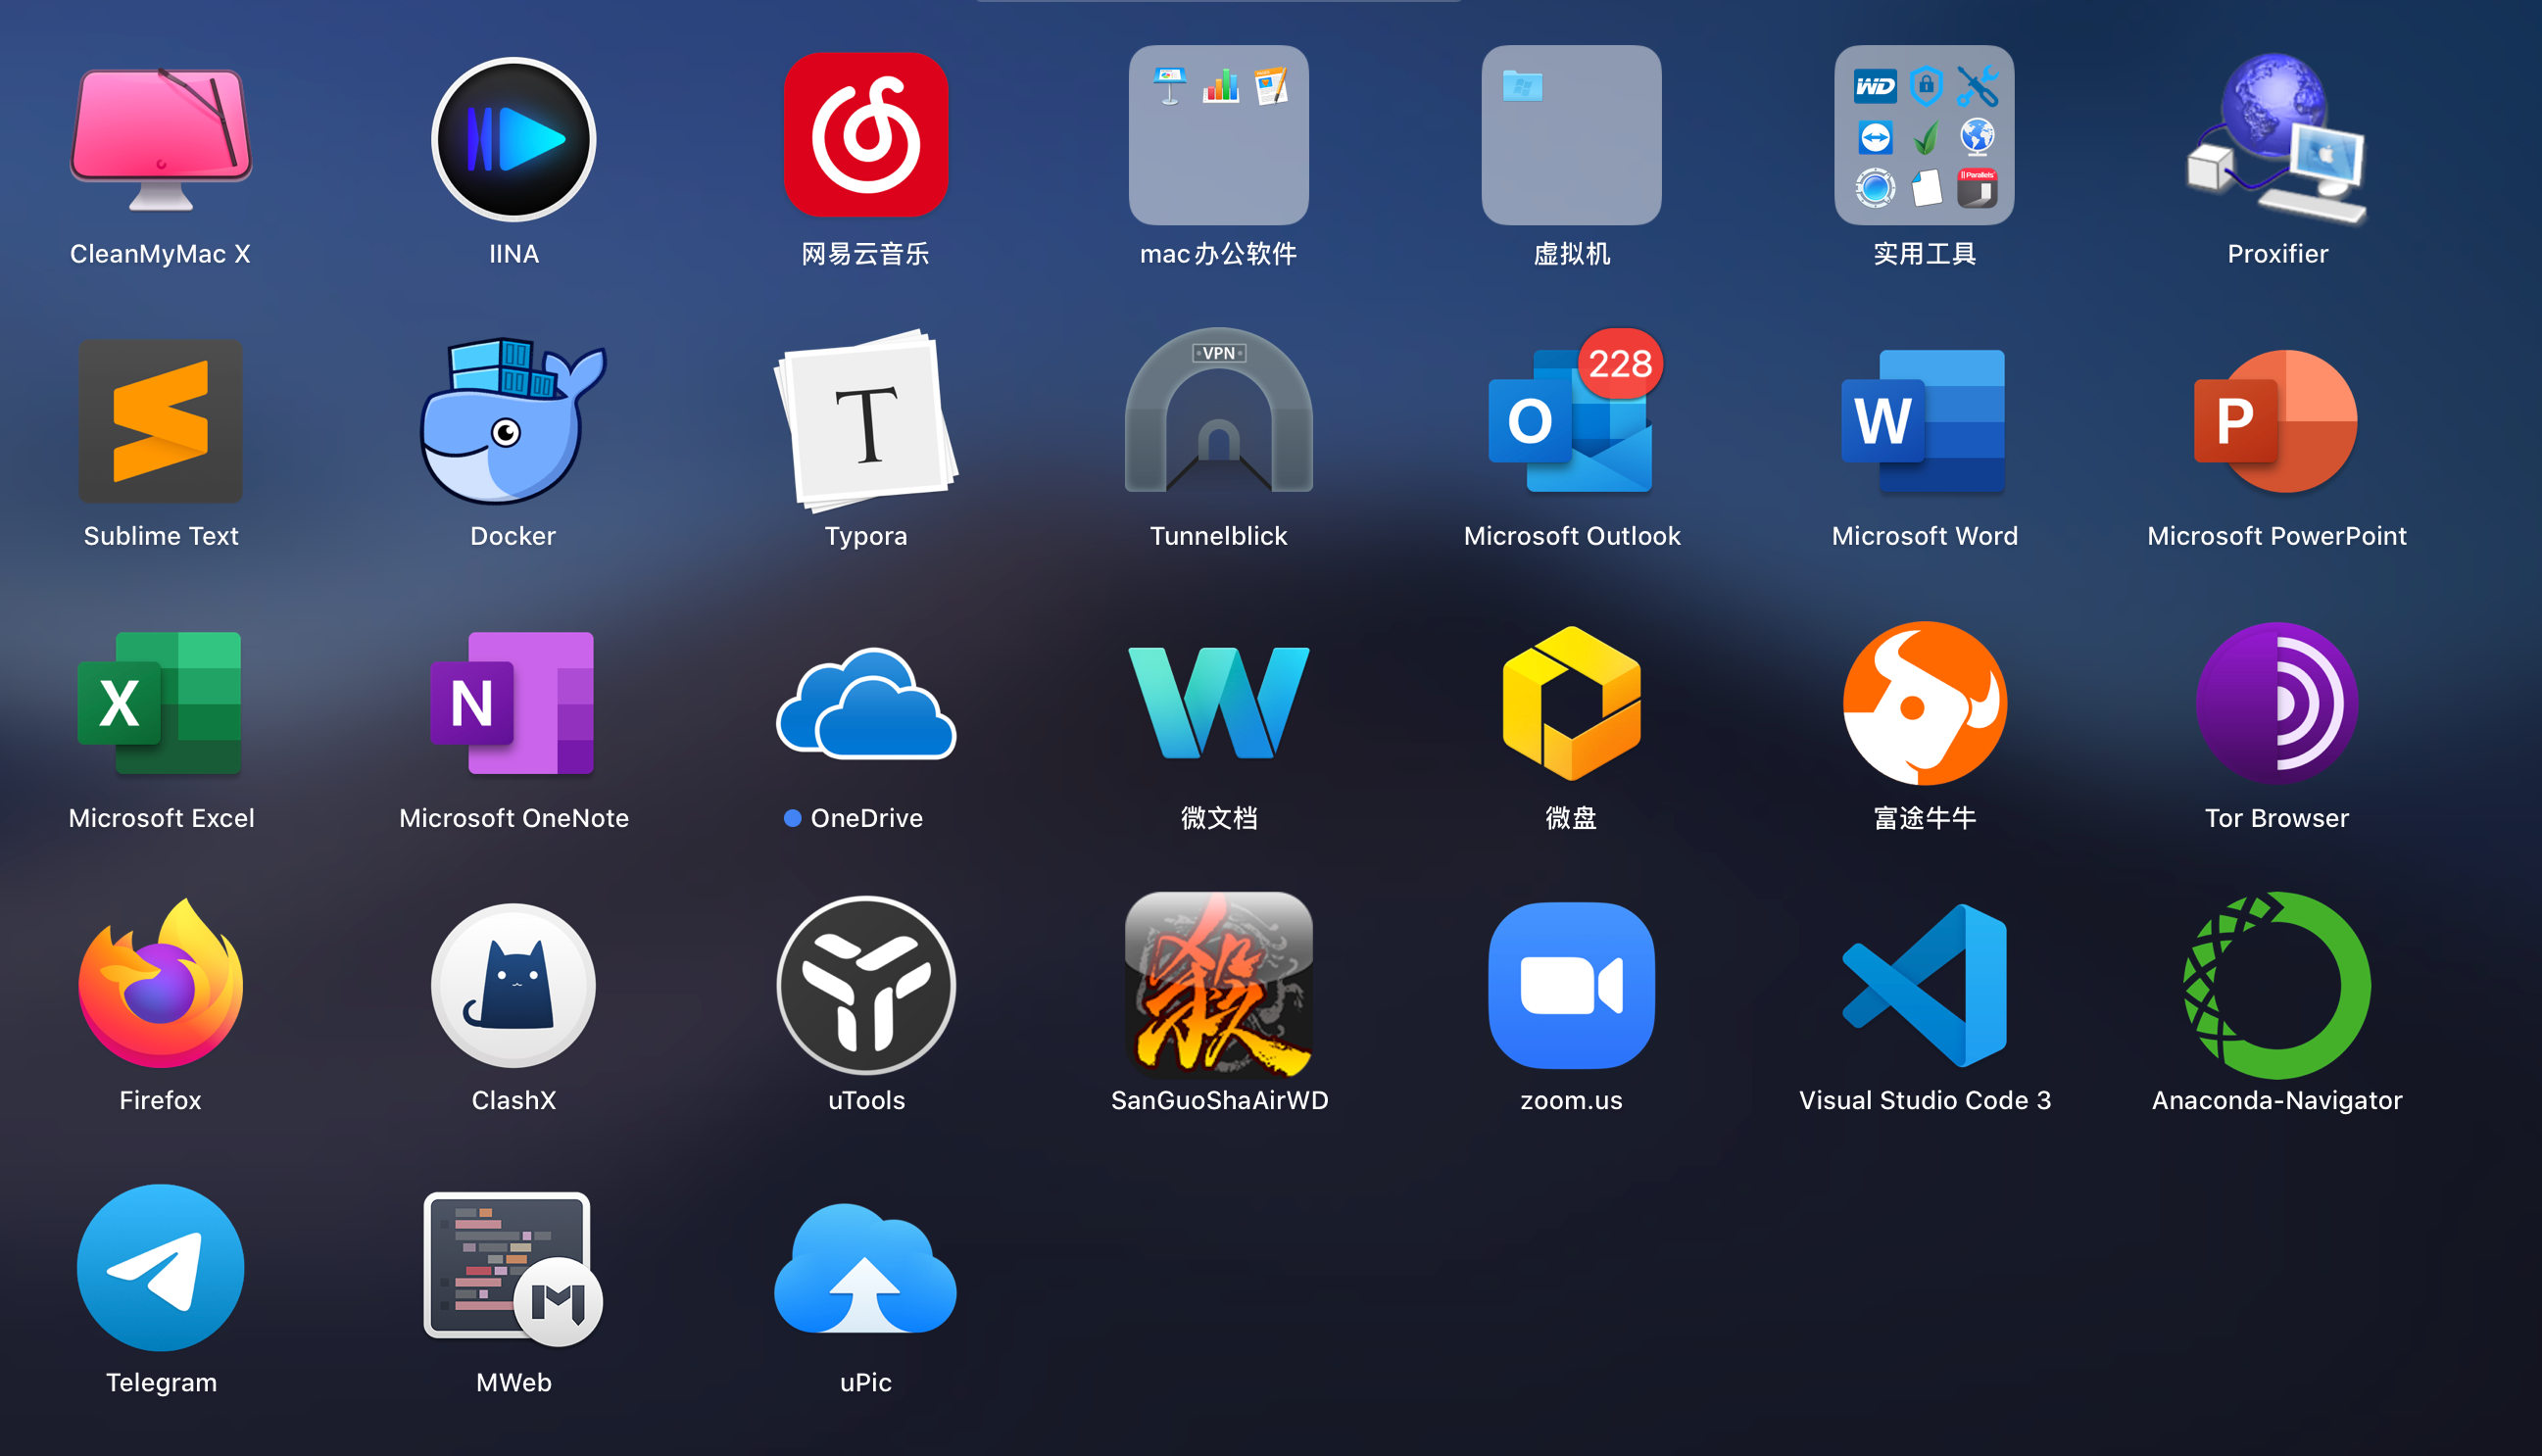 CleanMyMac X
IINA
网易云音乐
mac办公软件
虚拟机
WD
Parallels
实用工具
Proxifier
Sublime Text
Docker
T
Typora
VPN
Tunnelblick
O
228
Microsoft Outlook
W
Microsoft Word
P
Microsoft PowerPoint
X
Microsoft Excel
N
Microsoft OneNote
OneDrive
微文档
微盘
富途牛牛
Tor Browser
Firefox
ClashX
uTools
殺
SanGuoShaAirWD
zoom.us
Visual Studio Code 3
Anaconda-Navigator
Telegram
M
MWeb
uPic